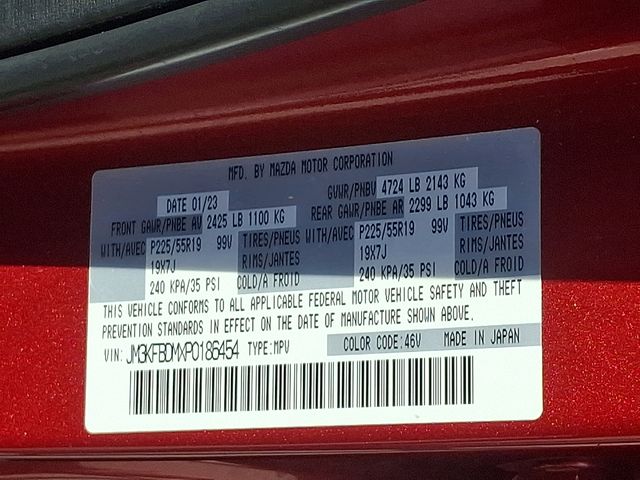 MFD. BY MAZDA MOTOR CORPORATION
DATE 01/23 GVWR/PNBV 4724 LB 2143 KG
FRONT GAWR/PNBE AV 2425 LB 1100 KG REAR GAWR/PNBE AR 2299 LB 1043 KG
WITH/AVEC P225/55R19 99V TIRES/PNEUS WITH/AVEC P225/55R19 99V TIRES/PNEUS
19X7J RIMS/JANTES 19X7J RIMS/JANTES
240 KPA/35 PSI COLD/A FROID 240 KPA/35 PSI COLD/A FROID
THIS VEHICLE CONFORMS TO ALL APPLICABLE FEDERAL MOTOR VEHICLE SAFETY AND THEFT
PREVENTION STANDARDS IN EFFECT ON THE DATE OF MANUFACTURE SHOWN ABOVE.
VIN: JM3KFBDMXP0186454 TYPE:MPV COLOR CODE:46V MADE IN JAPAN